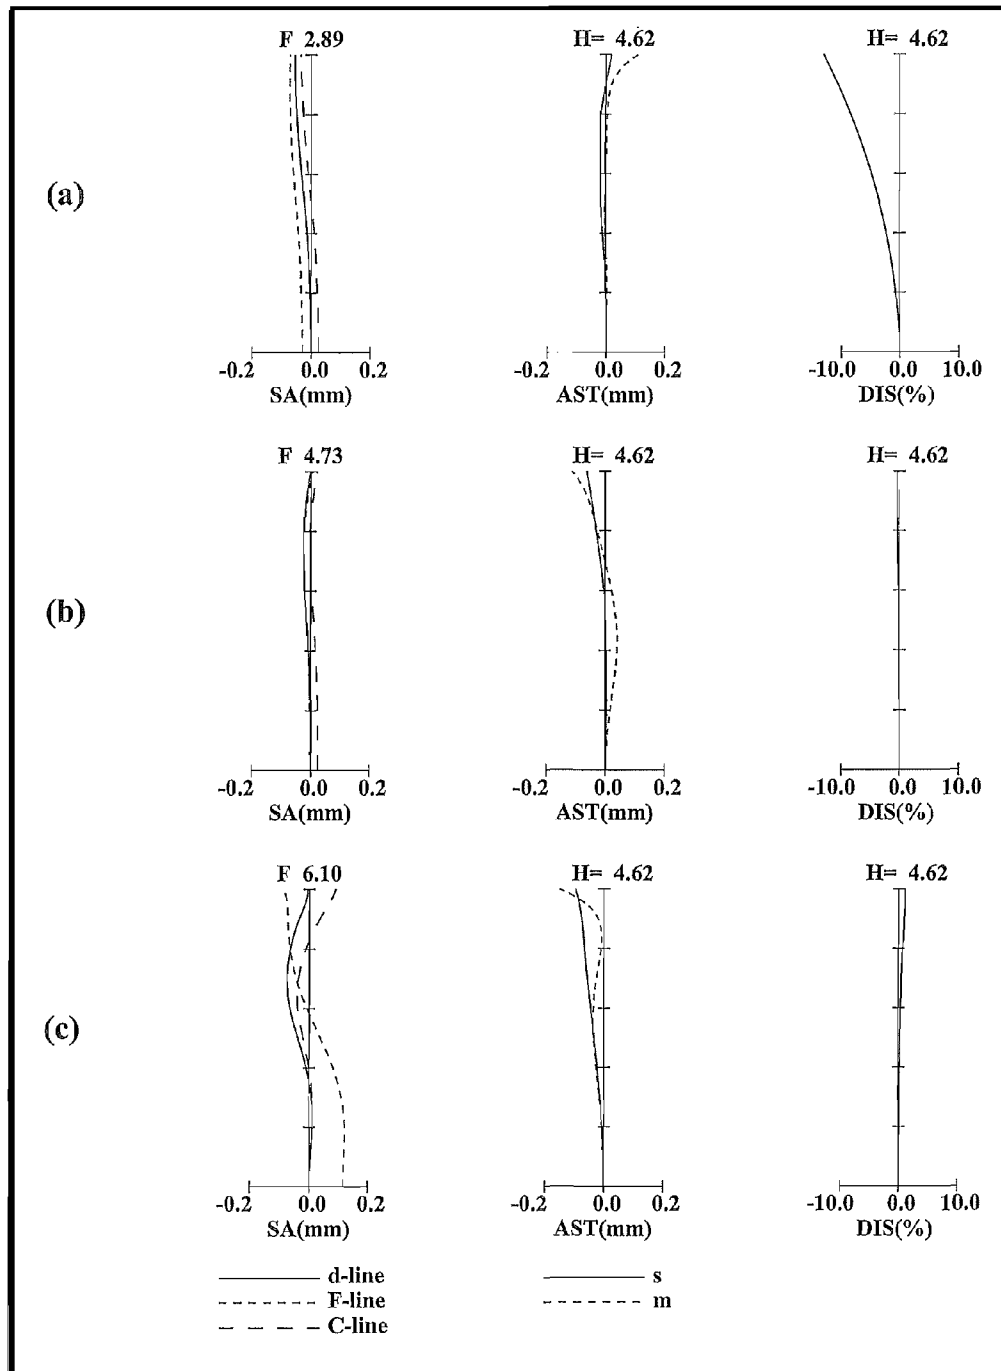 F 2.89 H= 4.62 H= 4.62
(a)
-0.2 0.0 0.2 -0.2 0.0 0.2 -10.0 0.0 10.0
SA(mm) AST(mm) DIS(%)
F 4.73 H= 4.62 H= 4.62
(b)
-0.2 0.0 0.2 -0.2 0.0 0.2 -10.0 0.0 10.0
SA(mm) AST(mm) DIS(%)
F 6.10 H= 4.62 H= 4.62
(c)
-0.2 0.0 0.2 -0.2 0.0 0.2 -10.0 0.0 10.0
SA(mm) AST(mm) DIS(%)
d-line s
F-line m
C-line